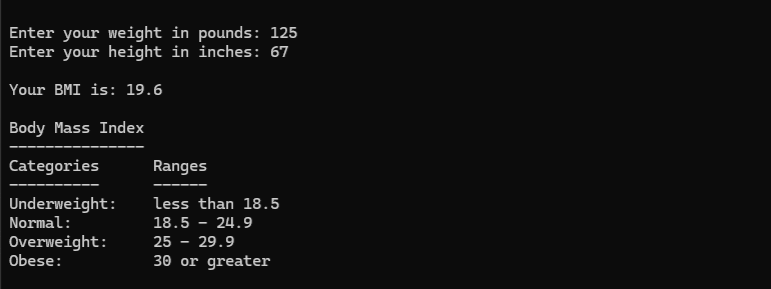 Enter your weight in pounds: 125
Enter your height in inches: 67
Your BMI is: 19.6
Body Mass Index
---------------
Categories      Ranges
----------      ------
Underweight:    less than 18.5
Normal:         18.5 - 24.9
Overweight:     25 - 29.9
Obese:          30 or greater